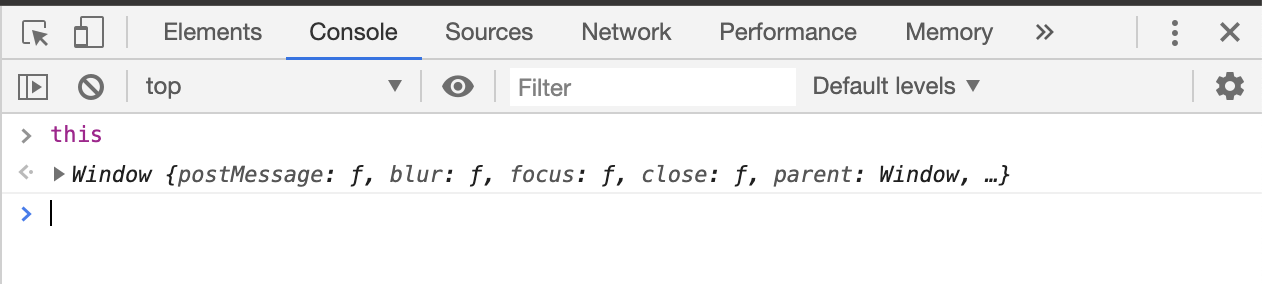 Elements Console Sources Network Performance Memory »
top ▼ Filter Default levels ▼
> this
Window {postMessage: ƒ, blur: ƒ, focus: ƒ, close: ƒ, parent: Window, …}
>